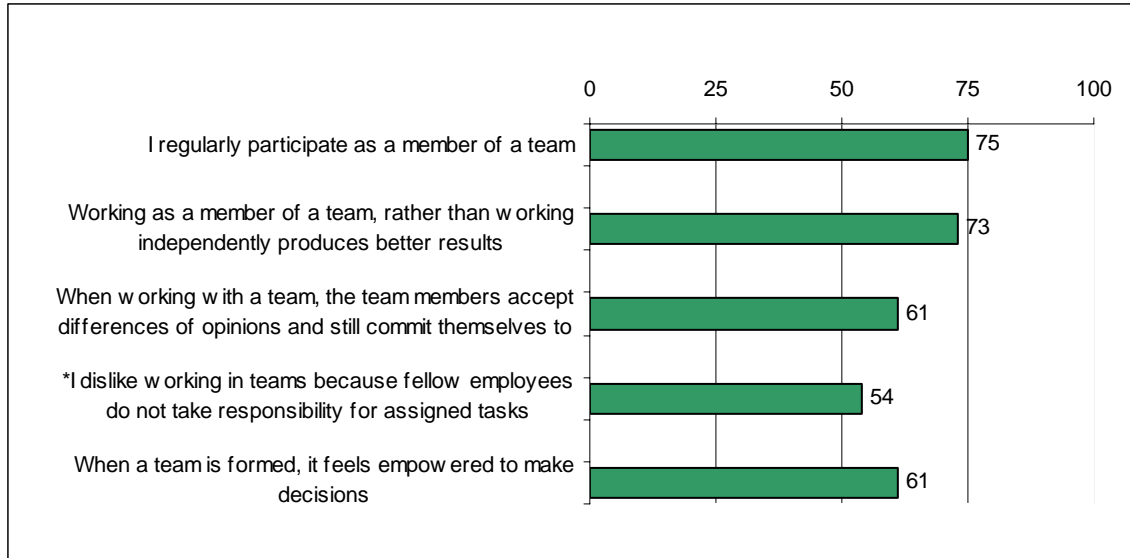 0 25 50 75 100
I regularly participate as a member of a team
75
Working as a member of a team, rather than working
independently produces better results
73
When working with a team, the team members accept
differences of opinions and still commit themselves to
61
*I dislike working in teams because fellow employees
do not take responsibility for assigned tasks
54
When a team is formed, it feels empowered to make
decisions
61